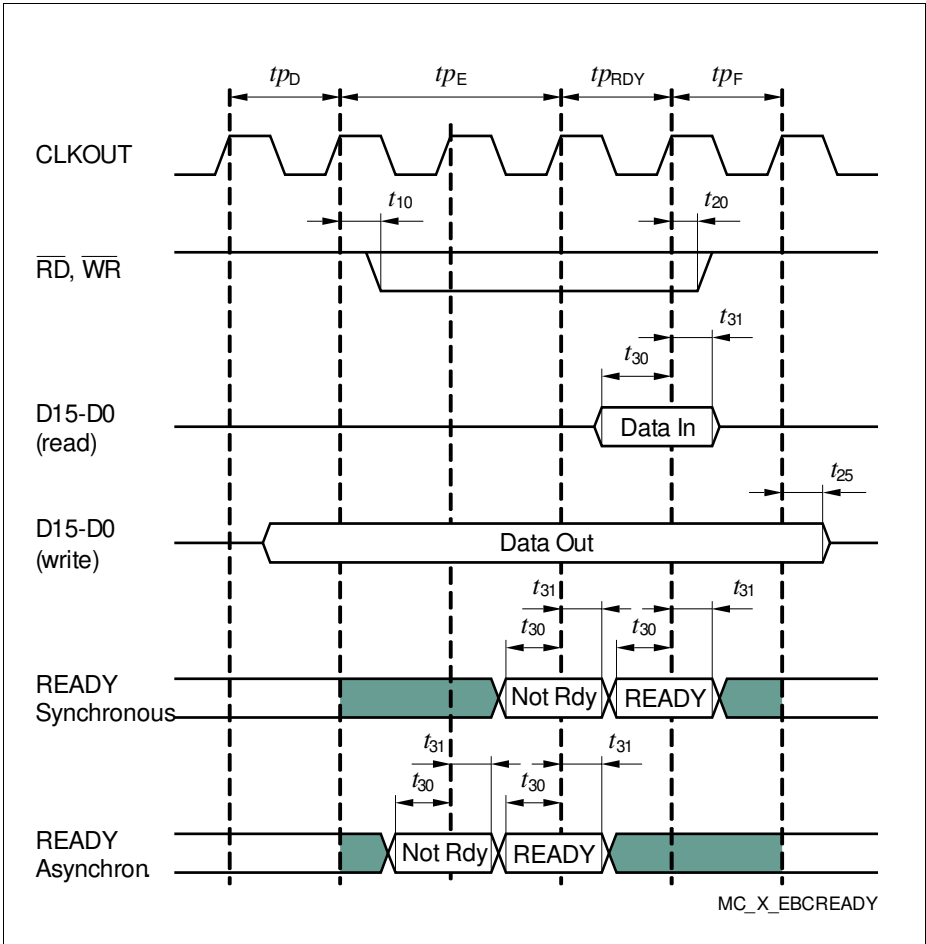 tpD tpE tpRDY tpF
CLKOUT
t10 t20
RD, WR
t31
t30
D15-D0
(read)
Data In
t25
D15-D0
(write)
Data Out
t31 t31
t30 t30
READY
Synchronous
Not Rdy READY
t31 t31
t30 t30
READY
Asynchron.
Not Rdy READY
MC_X_EBCREADY